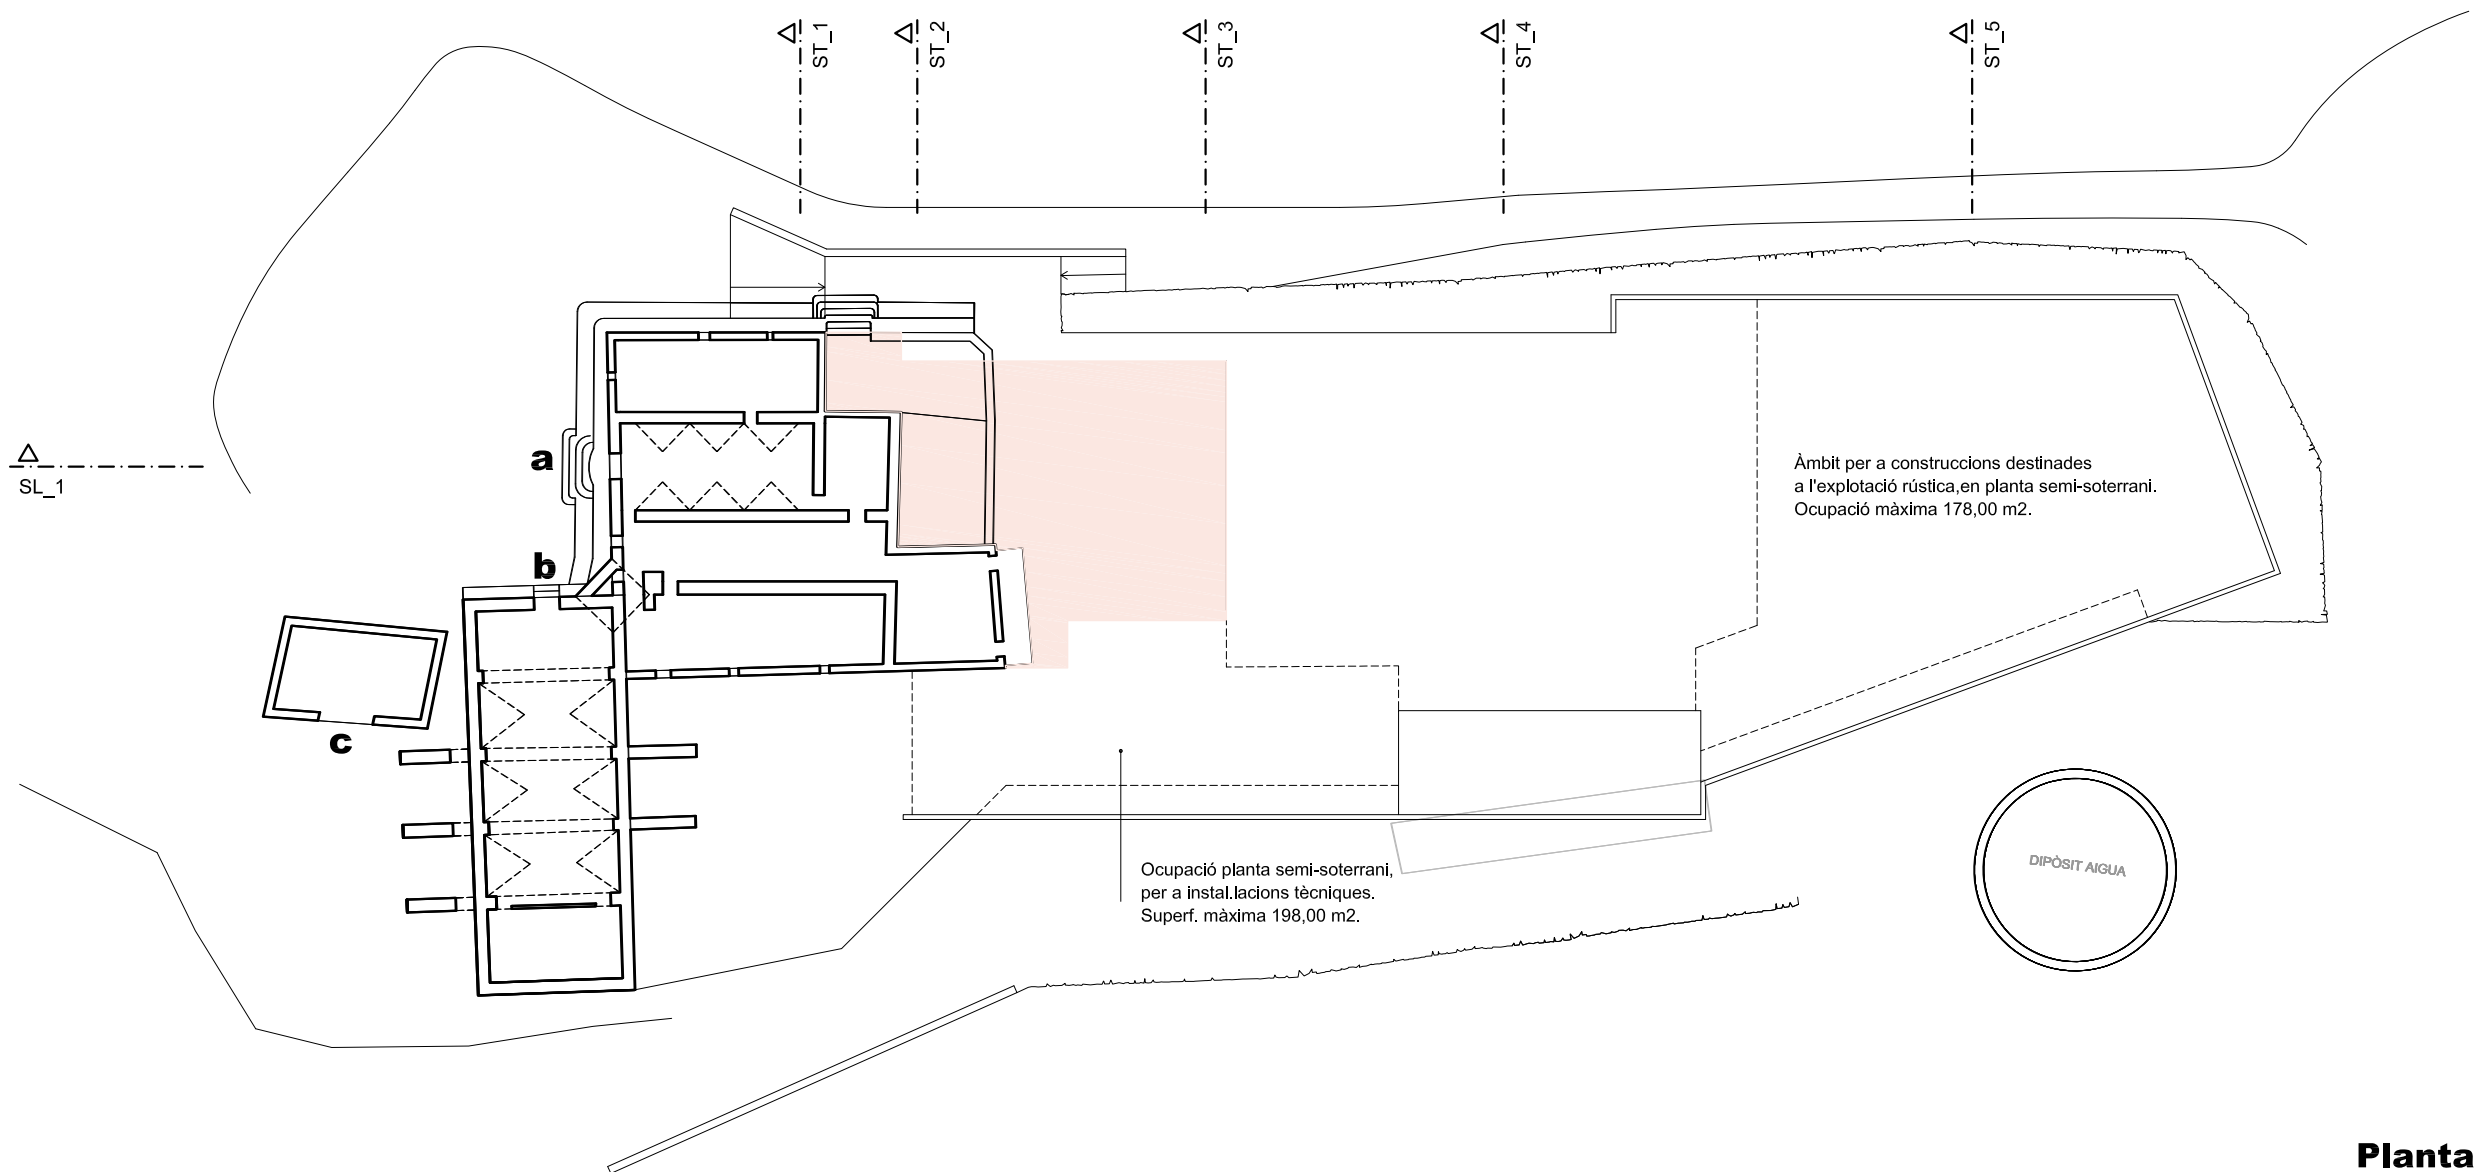 ST_1
ST_2
ST_3
ST_4
ST_5
SL_1
a
b
c
Àmbit per a construccions destinades
a l'explotació rústica,en planta semi-soterrani.
Ocupació màxima 178,00 m2.
Ocupació planta semi-soterrani,
per a instal.lacions tècniques.
Superf. màxima 198,00 m2.
DIPÒSIT AIGUA
Planta